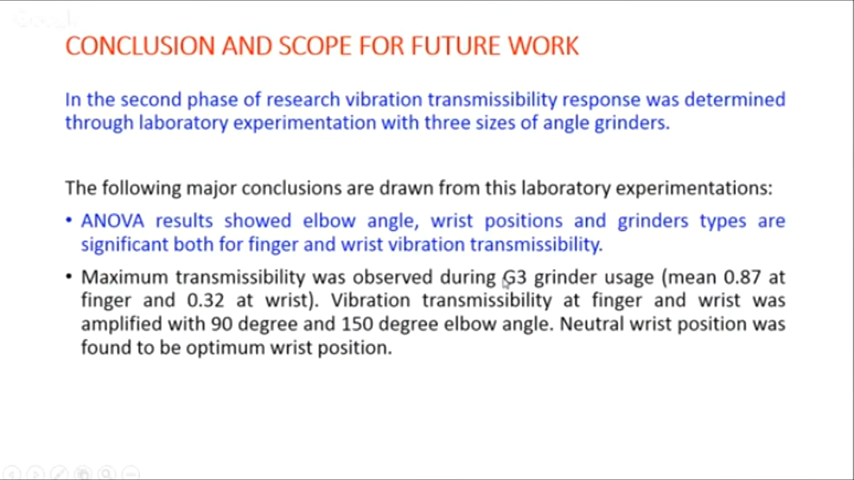 CONCLUSION AND SCOPE FOR FUTURE WORK
In the second phase of research vibration transmissibility response was determined
through laboratory experimentation with three sizes of angle grinders.
The following major conclusions are drawn from this laboratory experimentations:
• ANOVA results showed elbow angle, wrist positions and grinders types are
significant both for finger and wrist vibration transmissibility.
• Maximum transmissibility was observed during G3 grinder usage (mean 0.87 at
finger and 0.32 at wrist). Vibration transmissibility at finger and wrist was
amplified with 90 degree and 150 degree elbow angle. Neutral wrist position was
found to be optimum wrist position.